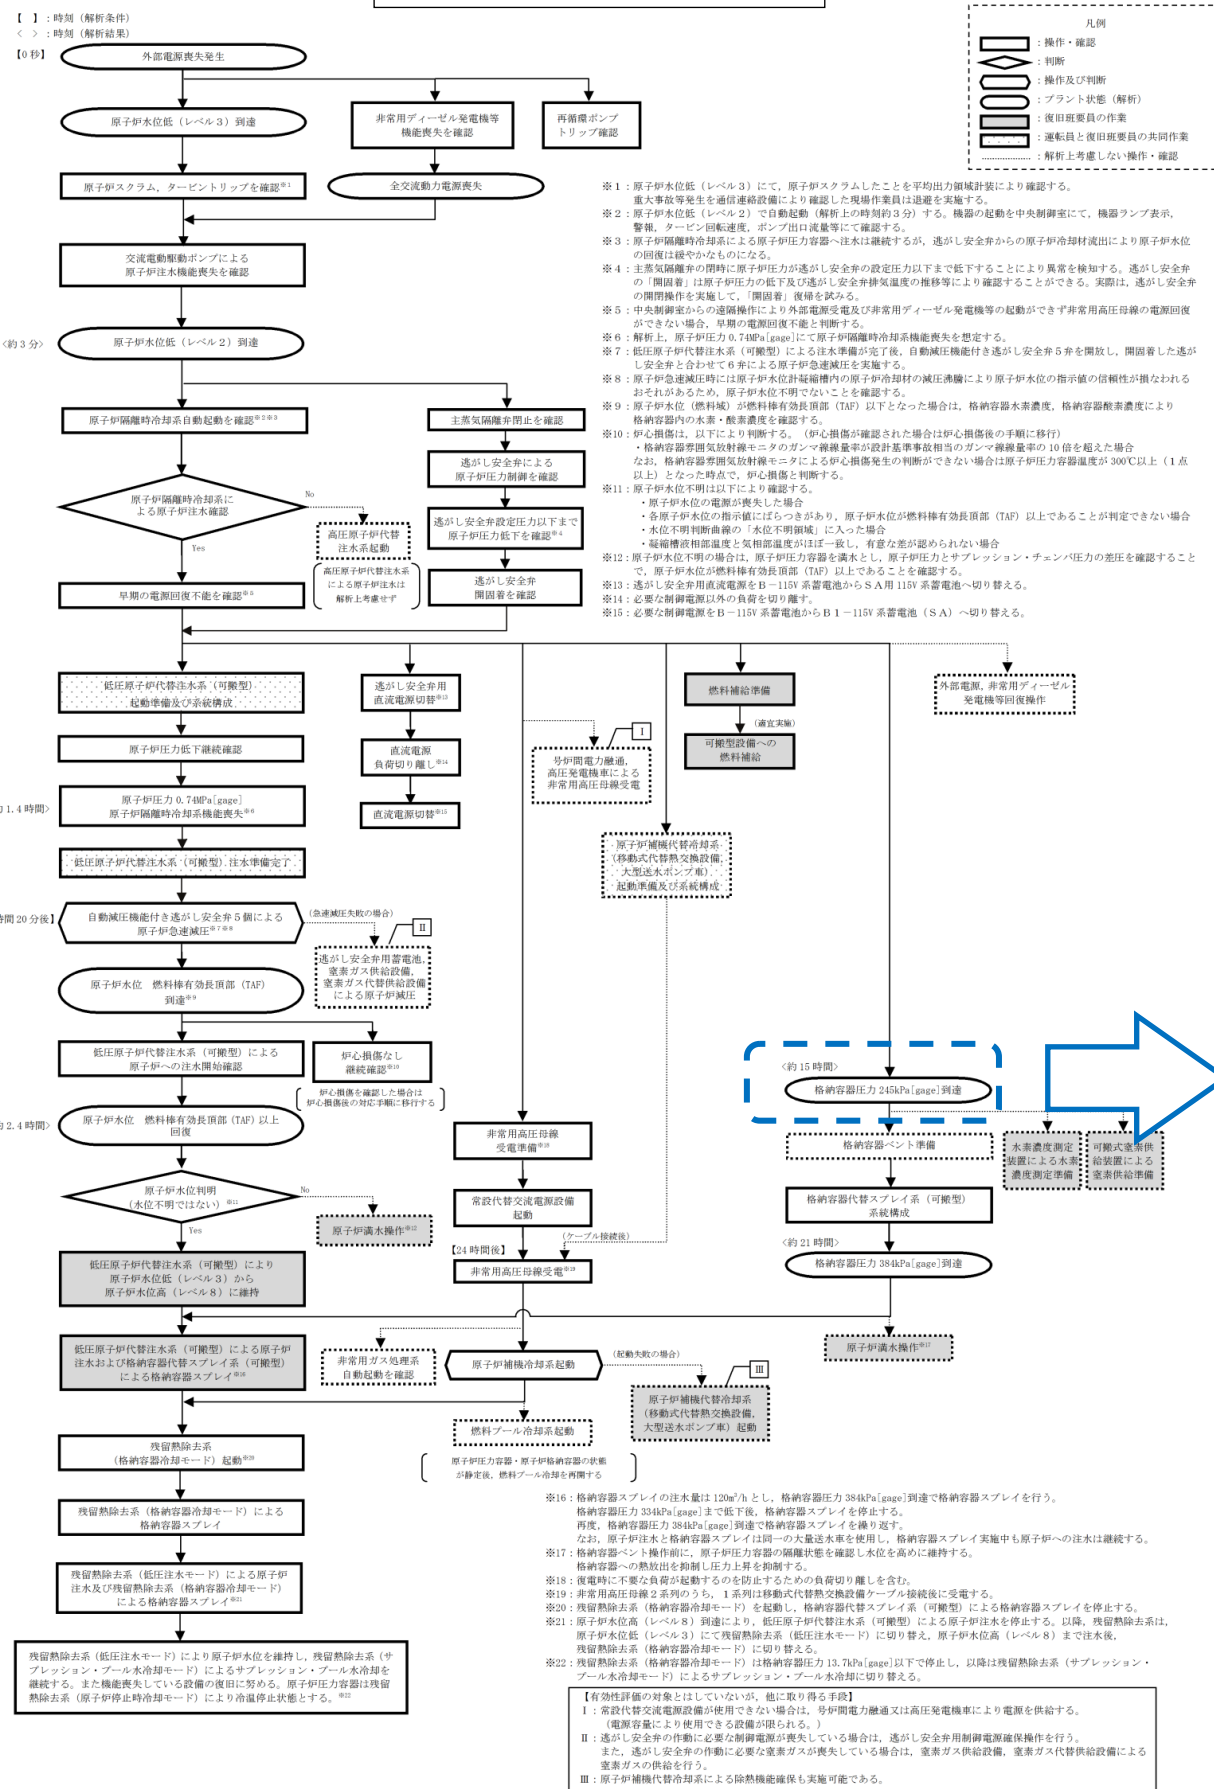 【　】：時刻（解析条件）
＜　＞：時刻（解析結果）
【0 秒】
外部電源喪失発生
原子炉水位低（レベル３）到達
非常用ディーゼル発電機等
機能喪失を確認
再循環ポンプ
トリップ確認
原子炉スクラム，タービントリップを確認※1
全交流動力電源喪失
交流電動駆動ポンプによる
原子炉注水機能喪失を確認
〈約３分〉
原子炉水位低（レベル２）到達
原子炉隔離時冷却系自動起動を確認※2※3
主蒸気隔離弁閉止を確認
逃がし安全弁による
原子炉圧力制御を確認
原子炉隔離時冷却系に
よる原子炉注水確認
No
Yes
高圧原子炉代替
注水系起動
高圧原子炉代替注水系
による原子炉注水は
解析上考慮せず
逃がし安全弁設定圧力以下まで
原子炉圧力低下を確認※4
逃がし安全弁
開固着を確認
早期の電源回復不能を確認※5
凡例
：操作・確認
：判断
：操作及び判断
：プラント状態（解析）
：復旧班要員の作業
：運転員と復旧班要員の共同作業
：解析上考慮しない操作・確認
※１：原子炉水位低（レベル３）にて，原子炉スクラムしたことを平均出力領域計装により確認する。
重大事故等発生を通信連絡設備により確認した現場作業員は退避を実施する。
※２：原子炉水位低（レベル２）で自動起動（解析上の時刻約３分）する。機器の起動を中央制御室にて，機器ランプ表示，
警報，タービン回転速度，ポンプ出口流量等にて確認する。
※３：原子炉隔離時冷却系による原子炉圧力容器へ注水は継続するが，逃がし安全弁からの原子炉冷却材流出により原子炉水位
の回復は緩やかなものになる。
※４：主蒸気隔離弁の閉時に原子炉圧力が逃がし安全弁の設定圧力以下まで低下することにより異常を検知する。逃がし安全弁
の「開固着」は原子炉圧力の低下及び逃がし安全弁排気温度の推移等により確認することができる。実際は，逃がし安全弁
の開閉操作を実施して，「開固着」復帰を試みる。
※５：中央制御室からの遠隔操作により外部電源受電及び非常用ディーゼル発電機等の起動ができず非常用高圧母線の電源回復
ができない場合，早期の電源回復不能と判断する。
※６：解析上，原子炉圧力 0.74MPa[gage]にて原子炉隔離時冷却系機能喪失を想定する。
※７：低圧原子炉代替注水系（可搬型）による注水準備が完了後，自動減圧機能付き逃がし安全弁５弁を開放し，開固着した逃が
し安全弁と合わせて６弁による原子炉急速減圧を実施する。
※８：原子炉急速減圧時には原子炉水位計凝縮槽内の原子炉冷却材の減圧沸騰により原子炉水位の指示値の信頼性が損なわれる
おそれがあるため，原子炉水位不明でないことを確認する。
※９：原子炉水位（燃料域）が燃料棒有効長頂部（TAF）以下となった場合は，格納容器水素濃度，格納容器酸素濃度により
格納容器内の水素・酸素濃度を確認する。
※10：炉心損傷は，以下により判断する。（炉心損傷が確認された場合は炉心損傷後の手順に移行）
・格納容器雰囲気放射線モニタのガンマ線線量率が設計基準事故相当のガンマ線線量率の 10 倍を超えた場合
なお，格納容器雰囲気放射線モニタによる炉心損傷発生の判断ができない場合は原子炉圧力容器温度が 300℃以上（１点
以上）となった時点で，炉心損傷と判断する。
※11：原子炉水位不明は以下により確認する。
・原子炉水位の電源が喪失した場合
・各原子炉水位の指示値にばらつきがあり，原子炉水位が燃料棒有効長頂部（TAF）以上であることが判定できない場合
・水位不明判断曲線の「水位不明領域」に入った場合
・凝縮槽液相部温度と気相部温度がほぼ一致し，有意な差が認められない場合
※12：原子炉水位不明の場合は，原子炉圧力容器を満水とし，原子炉圧力とサプレッション・チェンバ圧力の差圧を確認すること
で，原子炉水位が燃料棒有効長頂部（TAF）以上であることを確認する。
※13：逃がし安全弁用直流電源をＢ－115V 系蓄電池からＳＡ用 115V 系蓄電池へ切り替える。
※14：必要な制御電源以外の負荷を切り離す。
※15：必要な制御電源をＢ－115V 系蓄電池からＢ１－115V 系蓄電池（ＳＡ）へ切り替える。
低圧原子炉代替注水系（可搬型）
起動準備及び系統構成
逃がし安全弁用
直流電源切替※13
燃料補給準備
外部電源，非常用ディーゼル
発電機等回復操作
（適宜実施）
可搬型設備への
燃料補給
原子炉圧力低下継続確認
直流電源
負荷切り離し※14
Ⅰ
号炉間電力融通，
高圧発電機車による
非常用高圧母線受電
約 1.4 時間〉
原子炉圧力 0.74MPa[gage]
原子炉隔離時冷却系機能喪失※6
直流電源切替※15
低圧原子炉代替注水系（可搬型）注水準備完了
原子炉補機代替冷却系
（移動式代替熱交換設備，
大型送水ポンプ車）
起動準備及び系統構成
時間 20 分後】
自動減圧機能付き逃がし安全弁５個による
原子炉急速減圧※7※8
（急速減圧失敗の場合）
Ⅱ
逃がし安全弁用蓄電池，
窒素ガス供給設備，
窒素ガス代替供給設備
による原子炉減圧
原子炉水位　燃料棒有効長頂部（TAF）
到達※9
低圧原子炉代替注水系（可搬型）による
原子炉への注水開始確認
炉心損傷なし
継続確認※10
炉心損傷を確認した場合は
炉心損傷後の対応手順に移行する
約 2.4 時間〉
原子炉水位　燃料棒有効長頂部（TAF）以上
回復
〈約 15 時間〉
格納容器圧力 245kPa[gage]到達
格納容器ベント準備
水素濃度測定
装置による水素
濃度測定準備
可搬式窒素供
給装置による
窒素供給準備
非常用高圧母線
受電準備※18
原子炉水位判明
（水位不明ではない）※11
No
Yes
原子炉満水操作※12
常設代替交流電源設備
起動
格納容器代替スプレイ系（可搬型）
系統構成
（ケーブル接続後）
【24 時間後】
非常用高圧母線受電※19
〈約 21 時間〉
格納容器圧力 384kPa[gage]到達
低圧原子炉代替注水系（可搬型）により
原子炉水位低（レベル３）から
原子炉水位高（レベル８）に維持
低圧原子炉代替注水系（可搬型）による原子炉
注水および格納容器代替スプレイ系（可搬型）
による格納容器スプレイ※16
非常用ガス処理系
自動起動を確認
原子炉補機冷却系起動
（起動失敗の場合）
Ⅲ
原子炉補機代替冷却系
（移動式代替熱交換設備，
大型送水ポンプ車）起動
原子炉満水操作※17
燃料プール冷却系起動
原子炉圧力容器・原子炉格納容器の状態
が静定後，燃料プール冷却を再開する
残留熱除去系
（格納容器冷却モード）起動※20
残留熱除去系（格納容器冷却モード）による
格納容器スプレイ
残留熱除去系（低圧注水モード）による原子炉
注水及び残留熱除去系（格納容器冷却モード）
による格納容器スプレイ※21
残留熱除去系（低圧注水モード）により原子炉水位を維持し，残留熱除去系（サ
プレッション・プール水冷却モード）によるサプレッション・プール水冷却を
継続する。また機能喪失している設備の復旧に努める。原子炉圧力容器は残留
熱除去系（原子炉停止時冷却モード）により冷温停止状態とする。※22
※16：格納容器スプレイの注水量は 120m³/h とし，格納容器圧力 384kPa[gage]到達で格納容器スプレイを行う。
格納容器圧力 334kPa[gage]まで低下後，格納容器スプレイを停止する。
再度，格納容器圧力 384kPa[gage]到達で格納容器スプレイを繰り返す。
なお，原子炉注水と格納容器スプレイは同一の大量送水車を使用し，格納容器スプレイ実施中も原子炉への注水は継続する。
※17：格納容器ベント操作前に，原子炉圧力容器の隔離状態を確認し水位を高めに維持する。
格納容器への熱放出を抑制し圧力上昇を抑制する。
※18：復電時に不要な負荷が起動するのを防止するための負荷切り離しを含む。
※19：非常用高圧母線２系列のうち，１系列は移動式代替熱交換設備ケーブル接続後に受電する。
※20：残留熱除去系（格納容器冷却モード）を起動し，格納容器代替スプレイ系（可搬型）による格納容器スプレイを停止する。
※21：原子炉水位高（レベル８）到達により，低圧原子炉代替注水系（可搬型）による原子炉注水を停止する。以降，残留熱除去系は，
原子炉水位低（レベル３）にて残留熱除去系（低圧注水モード）に切り替え，原子炉水位高（レベル８）まで注水後，
残留熱除去系（格納容器冷却モード）に切り替える。
※22：残留熱除去系（格納容器冷却モード）は格納容器圧力 13.7kPa[gage]以下で停止し，以降は残留熱除去系（サプレッション・
プール水冷却モード）によるサプレッション・プール水冷却に切り替える。
【有効性評価の対象とはしていないが，他に取り得る手段】
Ⅰ：常設代替交流電源設備が使用できない場合は，号炉間電力融通又は高圧発電機車により電源を供給する。
（電源容量により使用できる設備が限られる。）
Ⅱ：逃がし安全弁の作動に必要な制御電源が喪失している場合は，逃がし安全弁用制御電源確保操作を行う。
また，逃がし安全弁の作動に必要な窒素ガスが喪失している場合は，窒素ガス供給設備，窒素ガス代替供給設備による
窒素ガスの供給を行う。
Ⅲ：原子炉補機代替冷却系による除熱機能確保も実施可能である。